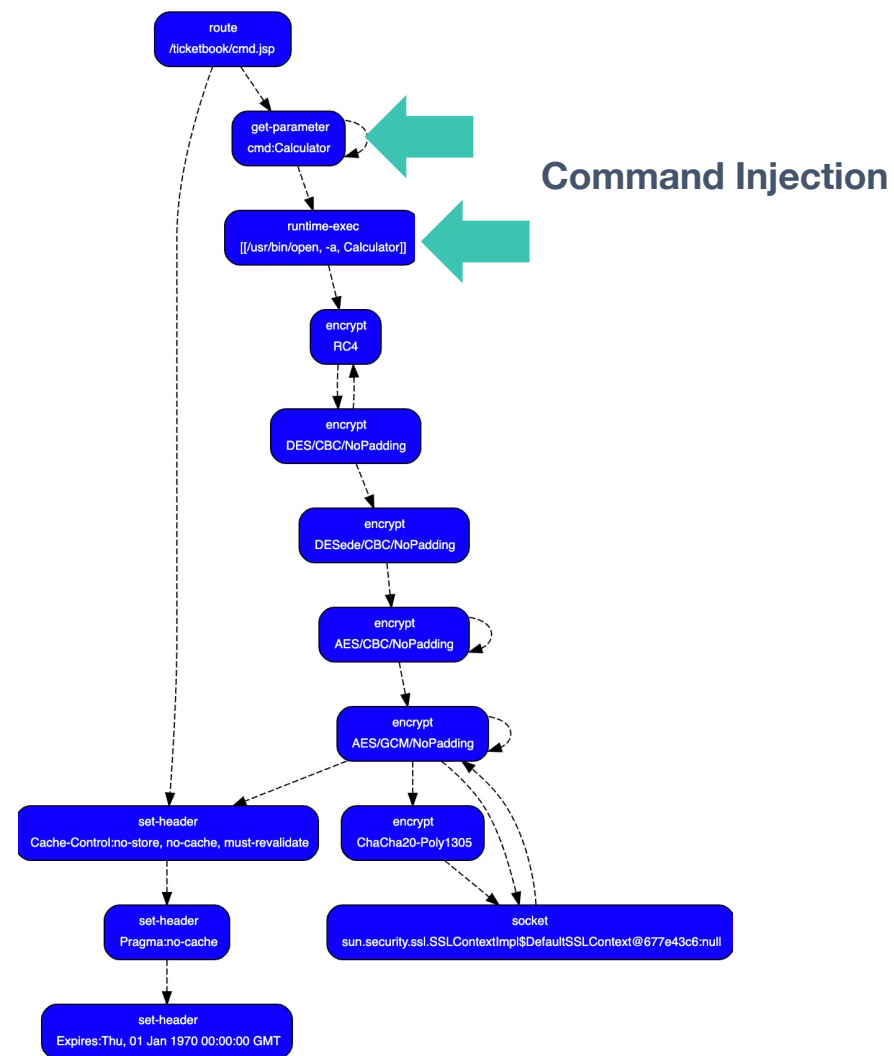 route
/ticketbook/cmd.jsp
get-parameter
cmd:Calculator
Command Injection
runtime-exec
[[/usr/bin/open, -a, Calculator]]
encrypt
RC4
encrypt
DES/CBC/NoPadding
encrypt
DESede/CBC/NoPadding
encrypt
AES/CBC/NoPadding
encrypt
AES/GCM/NoPadding
set-header
Cache-Control:no-store, no-cache, must-revalidate
encrypt
ChaCha20-Poly1305
set-header
Pragma:no-cache
socket
sun.security.ssl.SSLContextImpl$DefaultSSLContext@677e43c6:null
set-header
Expires:Thu, 01 Jan 1970 00:00:00 GMT